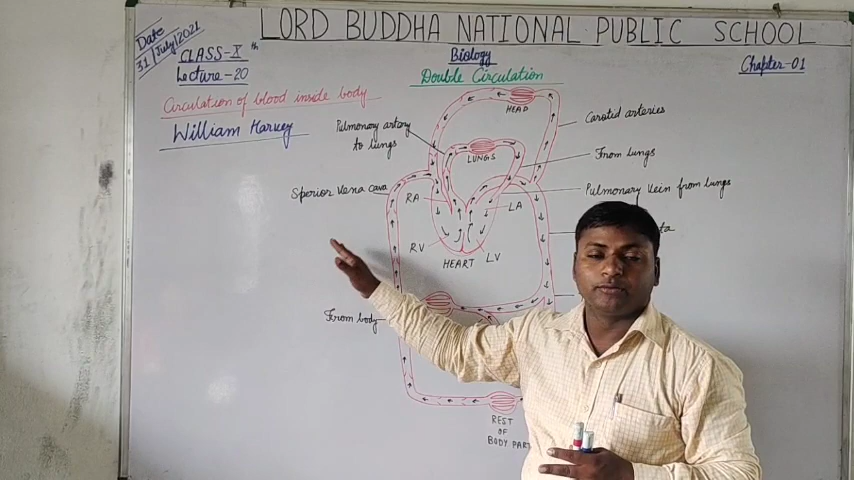 LORD BUDDHA NATIONAL PUBLIC SCHOOL
Date
31/July/2021
CLASS-X th
Lecture-20
Biology
Double Circulation
Chapter-01
Circulation of blood inside body
William Harvey
HEAD
Carotid arteries
Pulmonary artery
to lungs
LUNGS
From lungs
Sperior vena cava
RA
LA
Pulmonary vein from lungs
RV
LV
HEART
From body
REST
OF
BODY PART